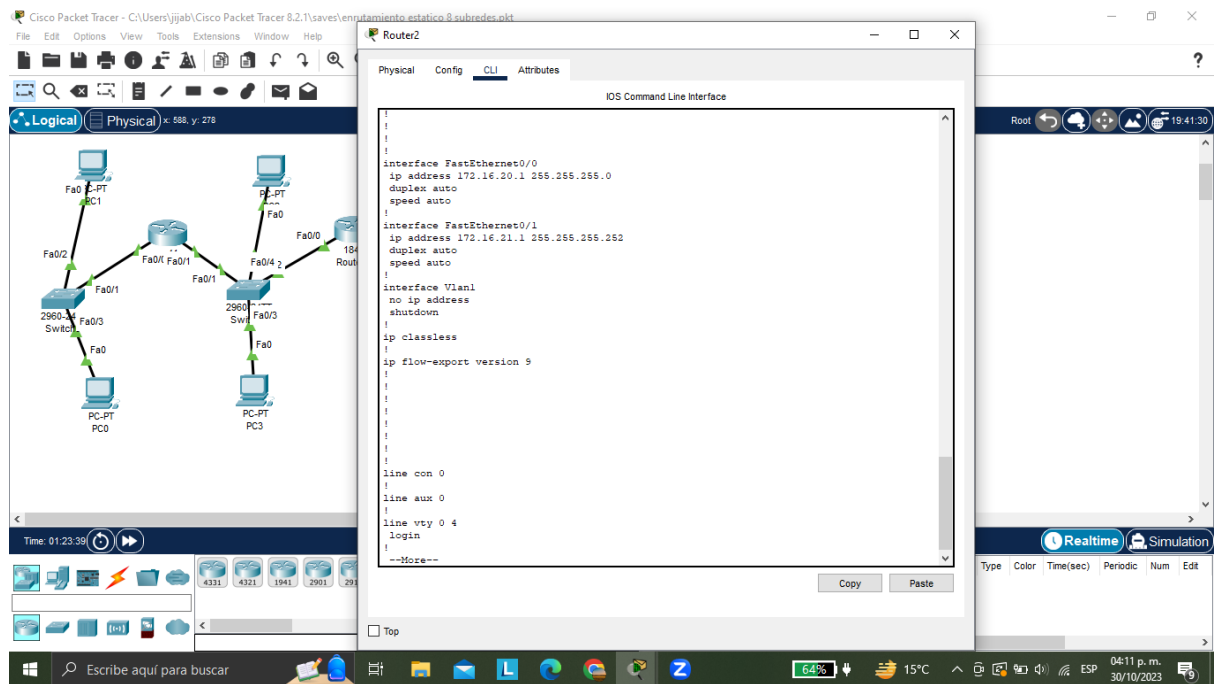 Cisco Packet Tracer - C:\Users\jijab\Cisco Packet Tracer 8.2.1\saves\enrutamiento estatico 8 subredes.pkt
File Edit Options View Tools Extensions Window Help
Logical
Physical
x: 588, y: 278
Root
19:41:30
Fa0
PC1
PC-PT
Fa0
Fa0/0
Fa0/2
Fa0/1
Fa0/4
Fa0/1
Fa0/1
Fa0/3
Fa0/3
Fa0
Fa0
PC-PT
PC0
PC-PT
PC3
Router2
Physical Config CLI Attributes
IOS Command Line Interface
!
!
!
!
interface FastEthernet0/0
ip address 172.16.20.1 255.255.255.0
duplex auto
speed auto
!
interface FastEthernet0/1
ip address 172.16.21.1 255.255.255.252
duplex auto
speed auto
!
interface Vlan1
no ip address
shutdown
!
ip classless
!
ip flow-export version 9
!
!
!
!
!
!
!
!
line con 0
!
line aux 0
!
line vty 0 4
login
!
--More--
Copy Paste
Top
Time: 01:23:39
Realtime
Simulation
4331 4321 1941 2901 291
Type Color Time(sec) Periodic Num Edit
Escribe aquí para buscar
64%
15°C
ESP
04:11 p. m.
30/10/2023
9